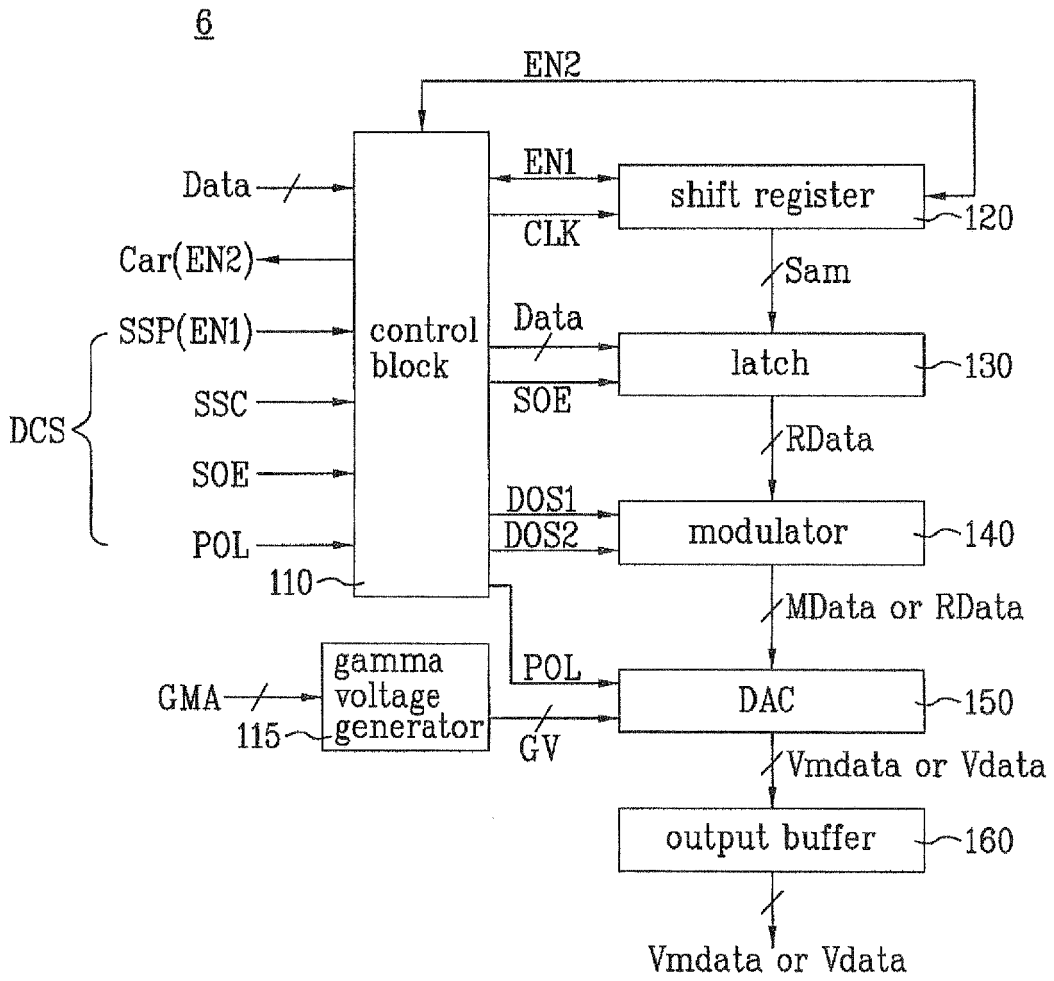 6
EN2
Data
EN1
shift register
CLK
120
Car(EN2)
Sam
SSP(EN1)
control
block
Data
latch
130
SSC
SOE
DCS
RData
SOE
DOS1
modulator
POL
DOS2
140
110
MData or RData
gamma
voltage
generator
POL
GMA
DAC
115
GV
150
Vmdata or Vdata
output buffer
160
Vmdata or Vdata